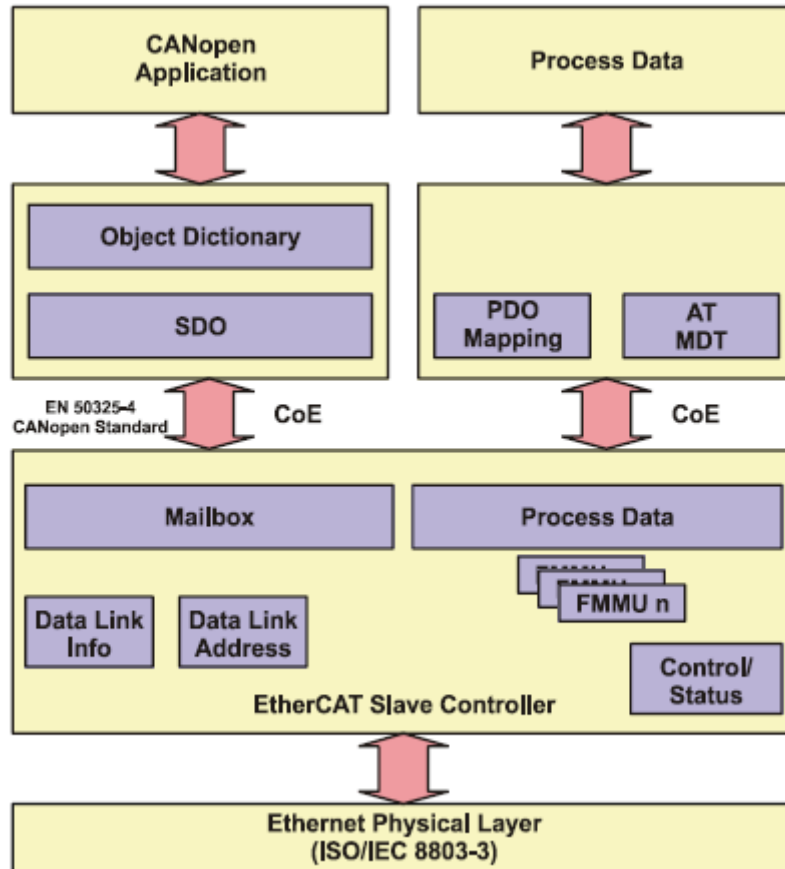 CANopen
Application
Process Data
Object Dictionary
SDO
PDO
Mapping
AT
MDT
EN 50325-4
CANopen Standard
CoE
CoE
Mailbox
Process Data
FMMU n
Data Link
Info
Data Link
Address
Control/
Status
EtherCAT Slave Controller
Ethernet Physical Layer
(ISO/IEC 8803-3)